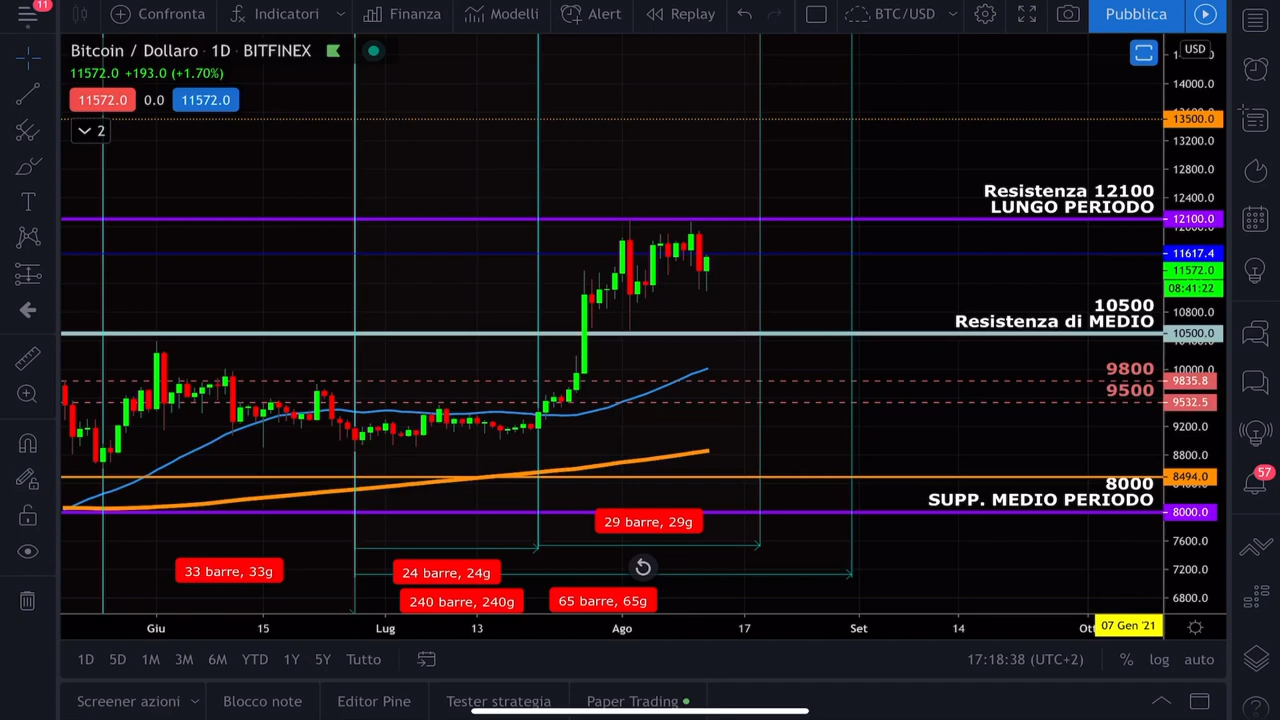 11
Confronta
Indicatori
Finanza
Modelli
Alert
Replay
BTC/USD
Pubblica
Bitcoin / Dollaro · 1D · BITFINEX
11572.0 +193.0 (+1.70%)
11572.0 0.0 11572.0
2
USD
14000.0
13500.0
13200.0
12800.0
12400.0
12100.0
11617.4
11572.0
08:41:22
10800.0
10500.0
10000.0
9835.8
9532.5
9200.0
8800.0
8494.0
8000.0
7600.0
7200.0
6800.0
Resistenza 12100
LUNGO PERIODO
10500
Resistenza di MEDIO
9800
9500
8000
SUPP. MEDIO PERIODO
29 barre, 29g
33 barre, 33g
24 barre, 24g
240 barre, 240g
65 barre, 65g
57
Giu 15 Lug 13 Ago 17 Set 14 07 Gen '21
1D 5D 1M 3M 6M YTD 1Y 5Y Tutto
17:18:38 (UTC+2) % log auto
Screener azioni
Blocco note
Editor Pine
Tester strategia
Paper Trading